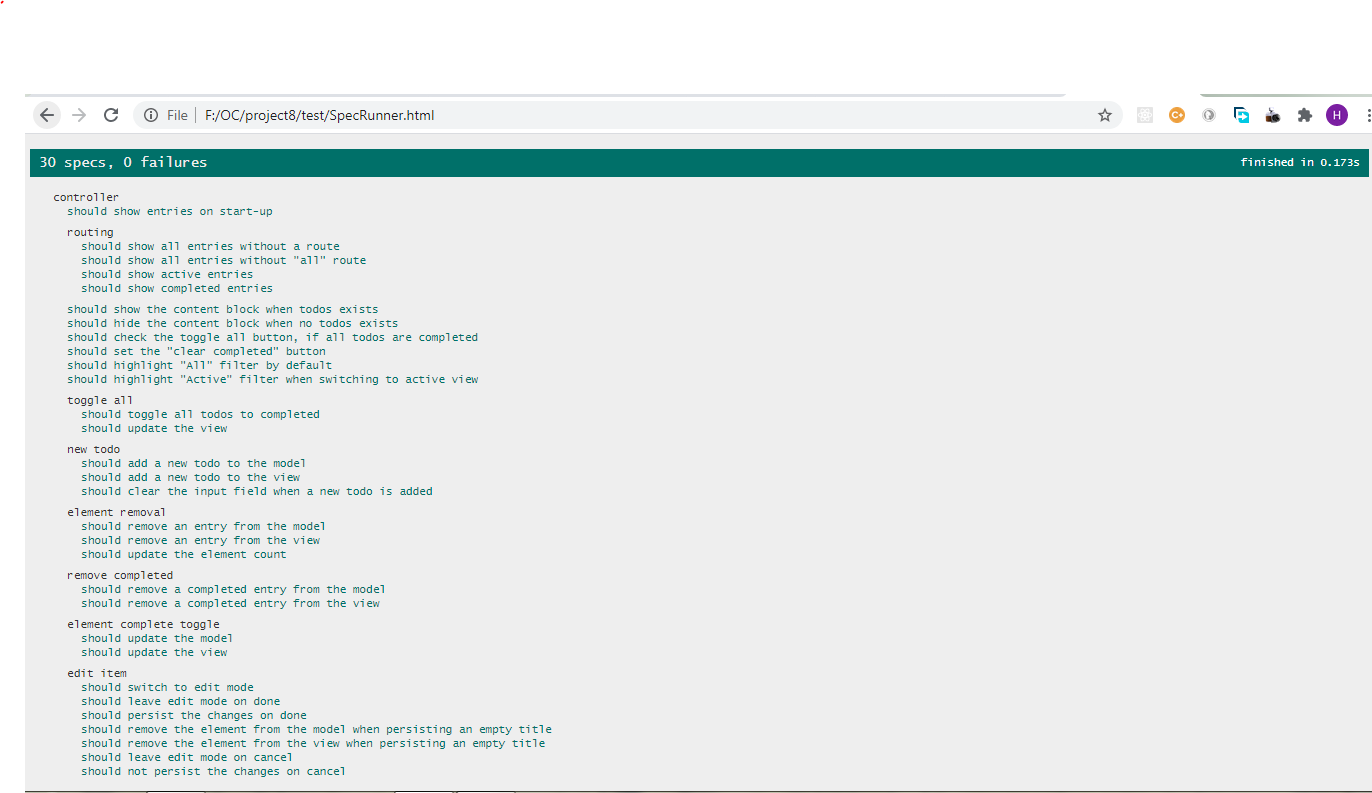 File F:/OC/project8/test/SpecRunner.html C+ H
30 specs, 0 failures finished in 0.173s
controller
should show entries on start-up
routing
should show all entries without a route
should show all entries without "all" route
should show active entries
should show completed entries
should show the content block when todos exists
should hide the content block when no todos exists
should check the toggle all button, if all todos are completed
should set the "clear completed" button
should highlight "All" filter by default
should highlight "Active" filter when switching to active view
toggle all
should toggle all todos to completed
should update the view
new todo
should add a new todo to the model
should add a new todo to the view
should clear the input field when a new todo is added
element removal
should remove an entry from the model
should remove an entry from the view
should update the element count
remove completed
should remove a completed entry from the model
should remove a completed entry from the view
element complete toggle
should update the model
should update the view
edit item
should switch to edit mode
should leave edit mode on done
should persist the changes on done
should remove the element from the model when persisting an empty title
should remove the element from the view when persisting an empty title
should leave edit mode on cancel
should not persist the changes on cancel